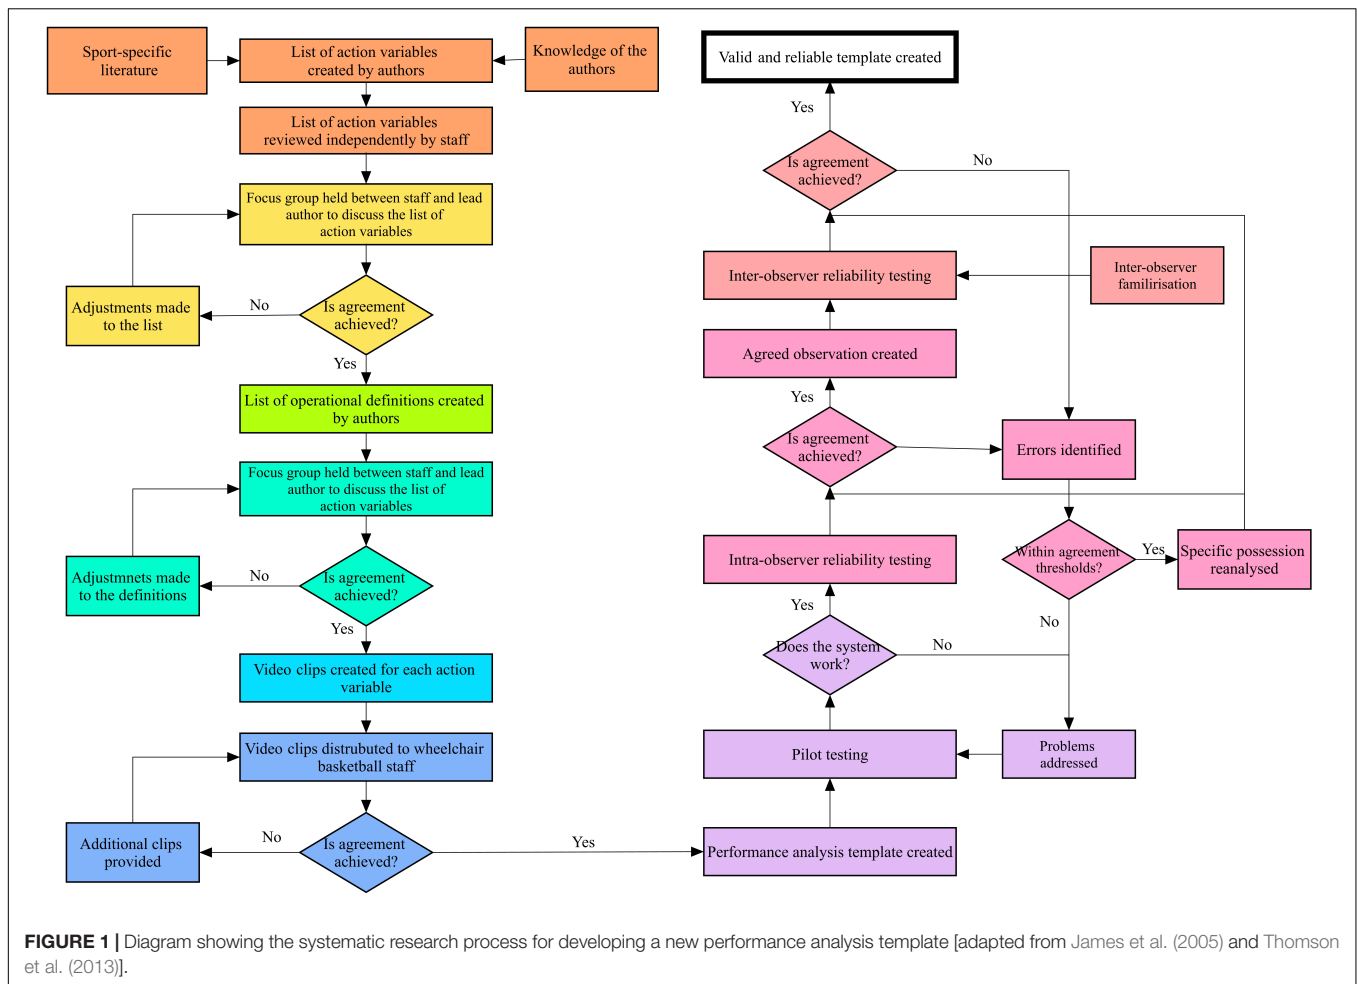 Sport-specific
literature
List of action variables
created by authors
Knowledge of the
authors
List of action variables
reviewed independently by staff
Focus group held between staff and lead
author to discuss the list of
action variables
Adjustments made
to the list
No
Is agreement
achieved?
Yes
List of operational definitions created
by authors
Focus group held between staff and lead
author to discuss the list of
action variables
Adjustmnets made
to the definitions
No
Is agreement
achieved?
Yes
Video clips created for each action
variable
Video clips distrubuted to wheelchair
basketball staff
Additional clips
provided
No
Is agreement
achieved?
Yes
Valid and reliable template created
Yes
Is agreement
achieved?
No
Inter-observer reliability testing
Inter-observer
familirisation
Agreed observation created
Yes
Is agreement
achieved?
Errors identified
Intra-observer reliability testing
Within agreement
thresholds?
Yes
Specific possession
reanalysed
Yes
No
Does the system
work?
No
Pilot testing
Problems
addressed
Performance analysis template created
FIGURE 1 | Diagram showing the systematic research process for developing a new performance analysis template [adapted from James et al. (2005) and Thomson
et al. (2013)].